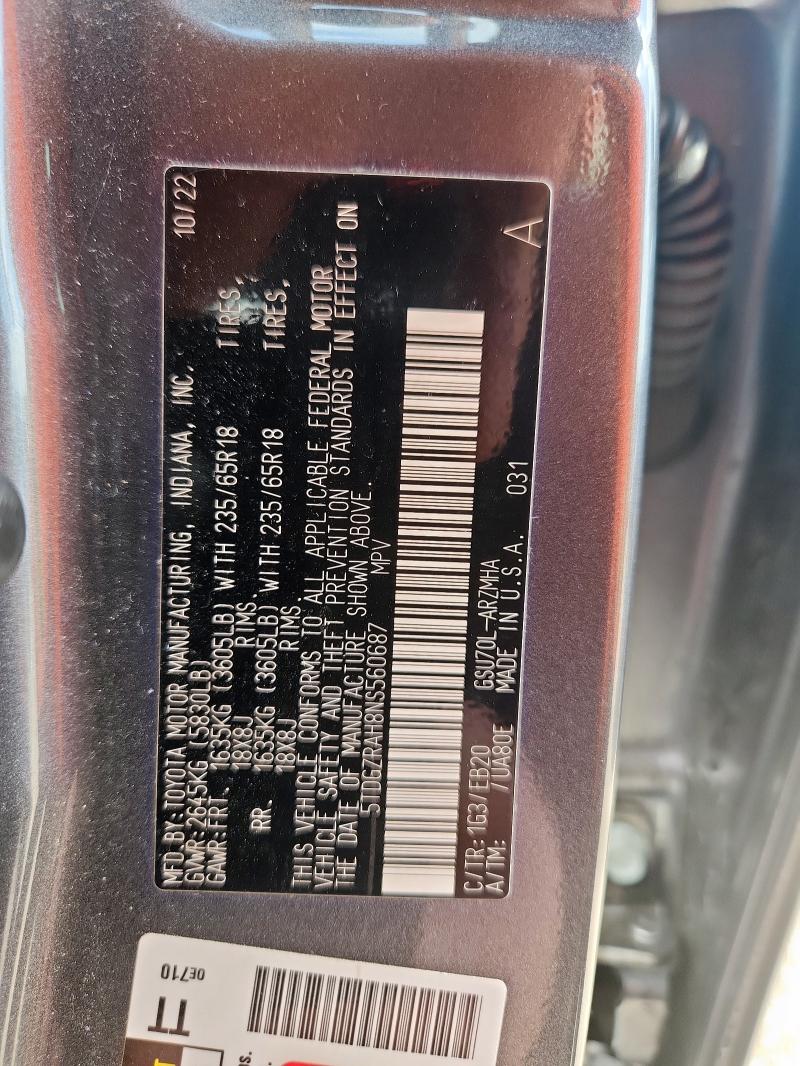 MFD.BY:TOYOTA MOTOR MANUFACTURING, INDIANA, INC. 10/22
GVWR:2645KG (5830LB)
GAWR:FRT. 1635KG (3605LB) WITH 235/65R18 TIRES,
18X8J RIMS
RR. 1635KG (3605LB) WITH 235/65R18 TIRES,
18X8J RIMS
THIS VEHICLE CONFORMS TO ALL APPLICABLE FEDERAL MOTOR
VEHICLE SAFETY AND THEFT PREVENTION STANDARDS IN EFFECT ON
THE DATE OF MANUFACTURE SHOWN ABOVE.
5TDGZRAH8NS560687 MPV
C/TR:1G3/EB20 GSU70L-ARZMHA
A/TM: /UA80E MADE IN U.S.A. 031
A
TT
0E710